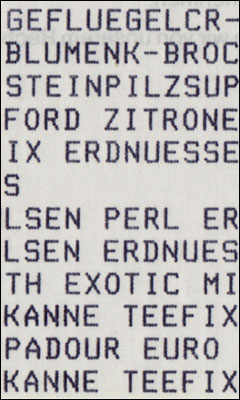 GEFLUEGELCR-
BLUMENK-BROC
STEINPILZSUP
FORD ZITRONE
IX ERDNUESSE
S
LSEN PERL ER
LSEN ERDNUES
TH EXOTIC MI
KANNE TEEFIX
PADOUR EURO
KANNE TEEFIX